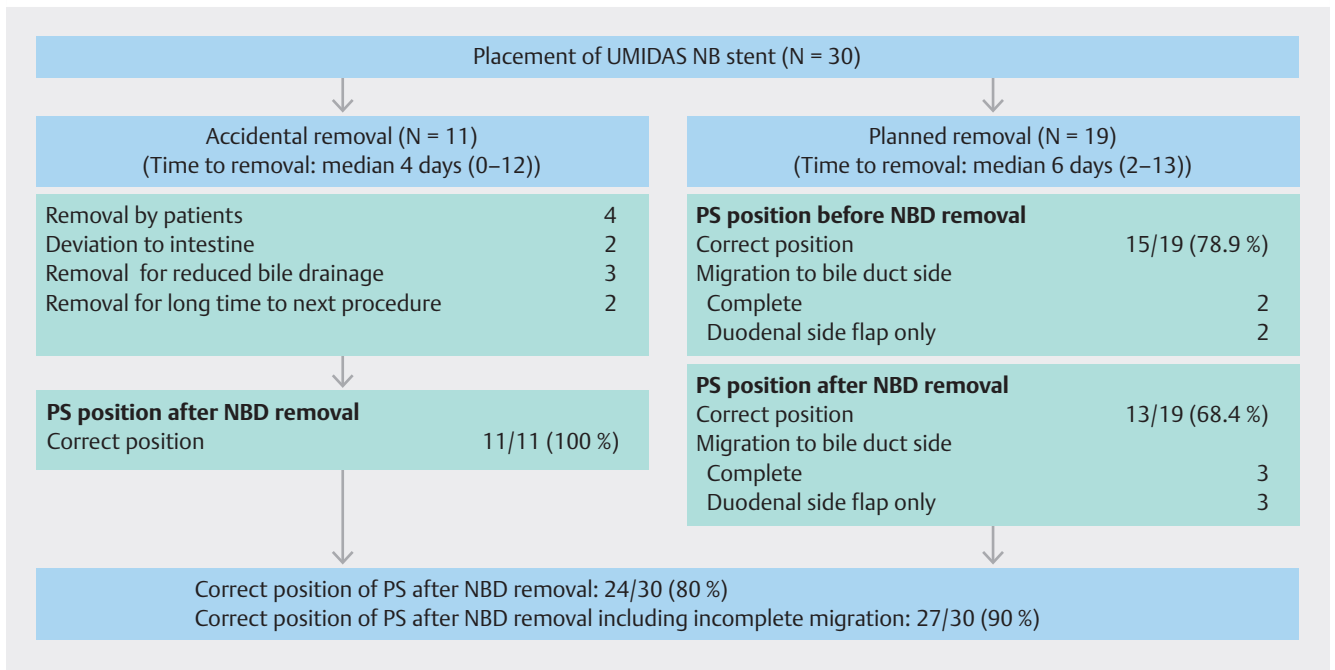 Placement of UMIDAS NB stent (N = 30)
Accidental removal (N = 11)
(Time to removal: median 4 days (0–12))
Removal by patients 4
Deviation to intestine 2
Removal for reduced bile drainage 3
Removal for long time to next procedure 2
PS position after NBD removal
Correct position 11/11 (100 %)
Planned removal (N = 19)
(Time to removal: median 6 days (2–13))
PS position before NBD removal
Correct position 15/19 (78.9 %)
Migration to bile duct side
Complete 2
Duodenal side flap only 2
PS position after NBD removal
Correct position 13/19 (68.4 %)
Migration to bile duct side
Complete 3
Duodenal side flap only 3
Correct position of PS after NBD removal: 24/30 (80 %)
Correct position of PS after NBD removal including incomplete migration: 27/30 (90 %)